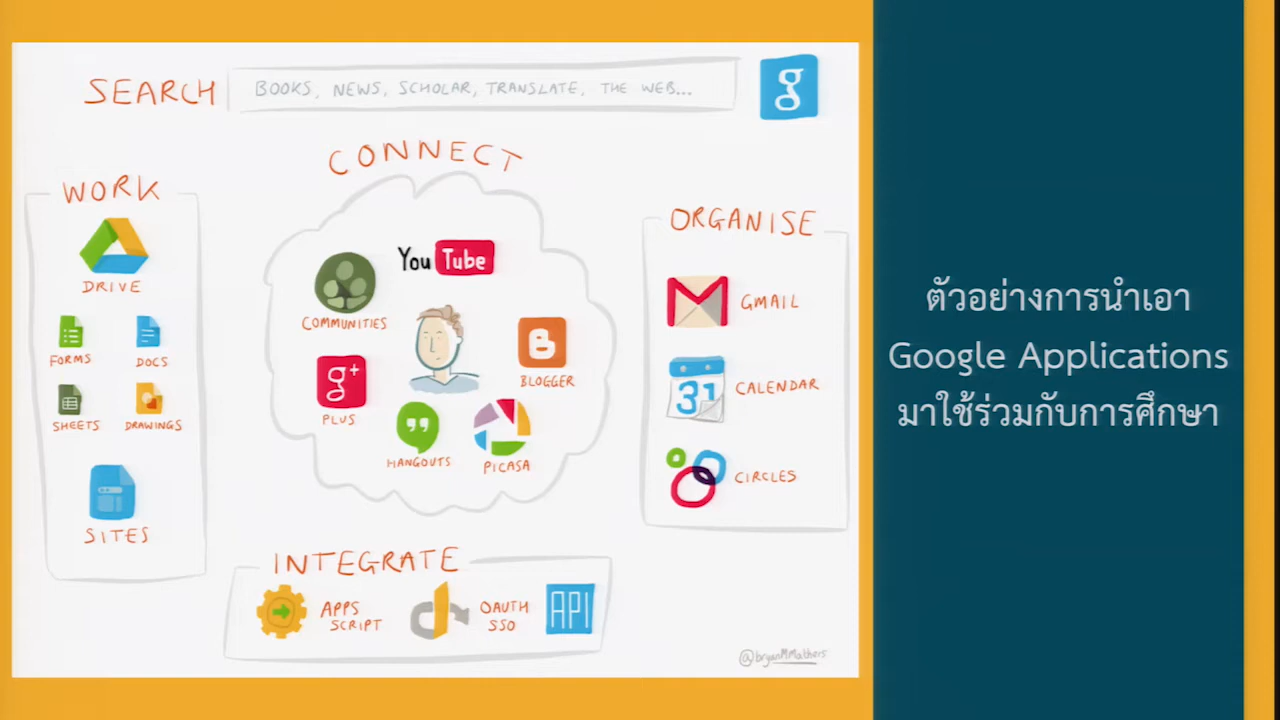 SEARCH
BOOKS, NEWS, SCHOLAR, TRANSLATE, THE WEB...
g
CONNECT
WORK
DRIVE
FORMS
DOCS
SHEETS
DRAWINGS
SITES
YouTube
COMMUNITIES
g+
PLUS
BLOGGER
HANGOUTS
PICASA
ORGANISE
GMAIL
31
CALENDAR
CIRCLES
INTEGRATE
APPS
SCRIPT
OAUTH
SSO
API
@bryanMMathers
ตัวอย่างการนำเอา
Google Applications
มาใช้ร่วมกับการศึกษา